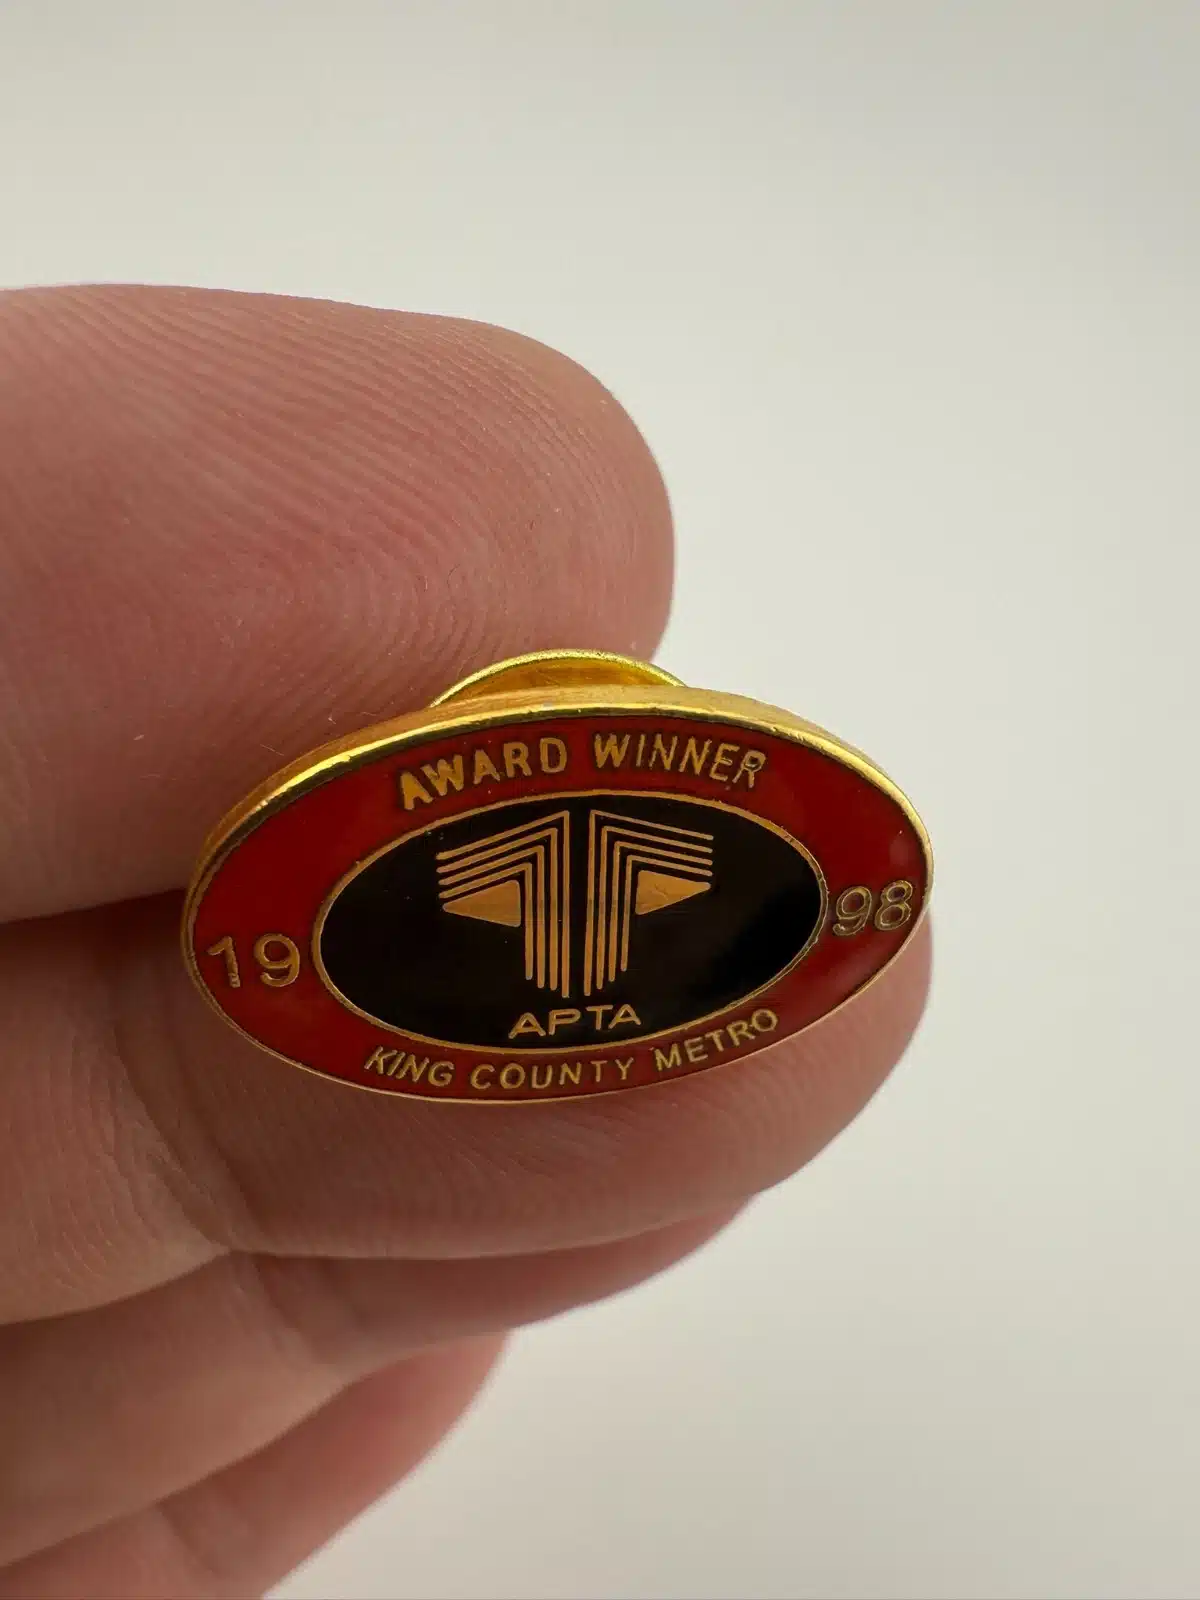 AWARD WINNER
19 98
APTA
KING COUNTY METRO